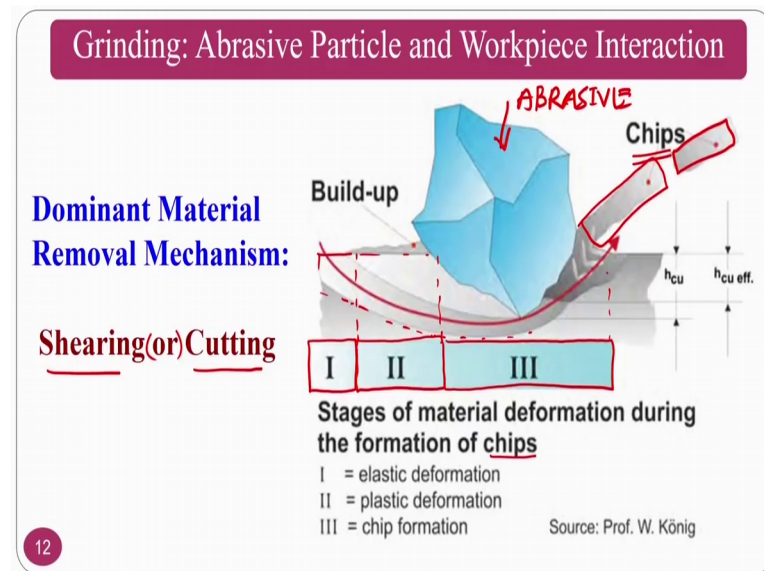 Grinding: Abrasive Particle and Workpiece Interaction
ABRASIVE
Chips
Build-up
Dominant Material
Removal Mechanism:
h cu
h cu eff.
Shearing(or)Cutting
I
II
III
Stages of material deformation during
the formation of chips
I = elastic deformation
II = plastic deformation
III = chip formation
Source: Prof. W. König
12